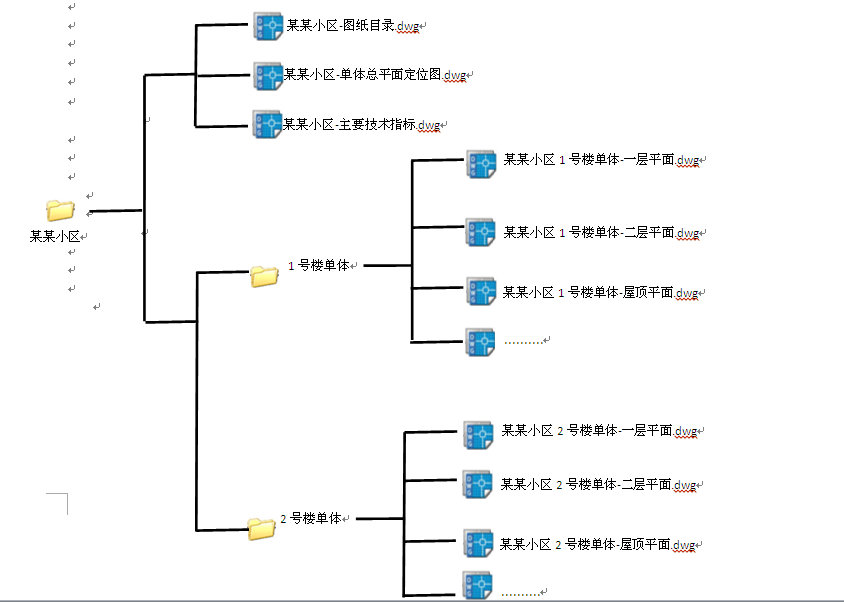 某某小区-图纸目录.dwg
某某小区-单体总平面定位图.dwg
某某小区-主要技术指标.dwg
某某小区1号楼单体-一层平面.dwg
某某小区
某某小区1号楼单体-二层平面.dwg
1号楼单体
某某小区1号楼单体-屋顶平面.dwg
..........
某某小区2号楼单体-一层平面.dwg
某某小区2号楼单体-二层平面.dwg
2号楼单体
某某小区2号楼单体-屋顶平面.dwg
..........